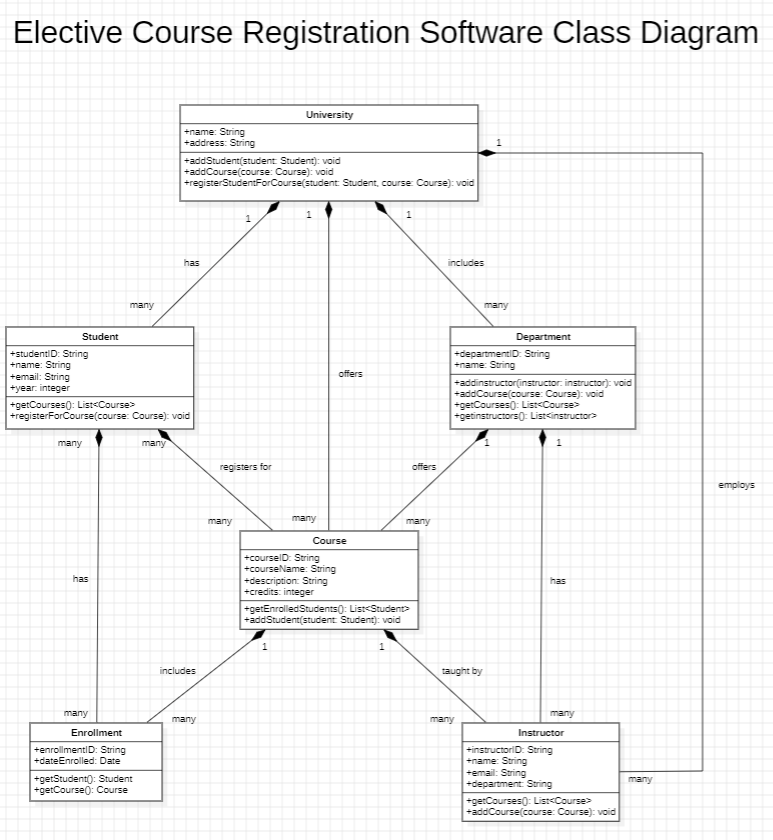 Elective Course Registration Software Class Diagram
University
+name: String
+address: String
+addStudent(student: Student): void
+addCourse(course: Course): void
+registerStudentForCourse(student: Student, course: Course): void
1
1
1
1
has
includes
many
many
Student
+studentID: String
+name: String
+email: String
+year: integer
+getCourses(): List<Course>
+registerForCourse(course: Course): void
Department
+departmentID: String
+name: String
+addinstructor(instructor: instructor): void
+addCourse(course: Course): void
+getCourses(): List<Course>
+getinstructors(): List<instructor>
offers
many
many
1
1
registers for
offers
employs
many
many
many
Course
+courseID: String
+courseName: String
+description: String
+credits: integer
+getEnrolledStudents(): List<Student>
+addStudent(student: Student): void
has
has
1
1
includes
taught by
many
many
many
many
Enrollment
+enrollmentID: String
+dateEnrolled: Date
+getStudent(): Student
+getCourse(): Course
Instructor
+instructorID: String
+name: String
+email: String
+department: String
+getCourses(): List<Course>
+addCourse(course: Course): void
many